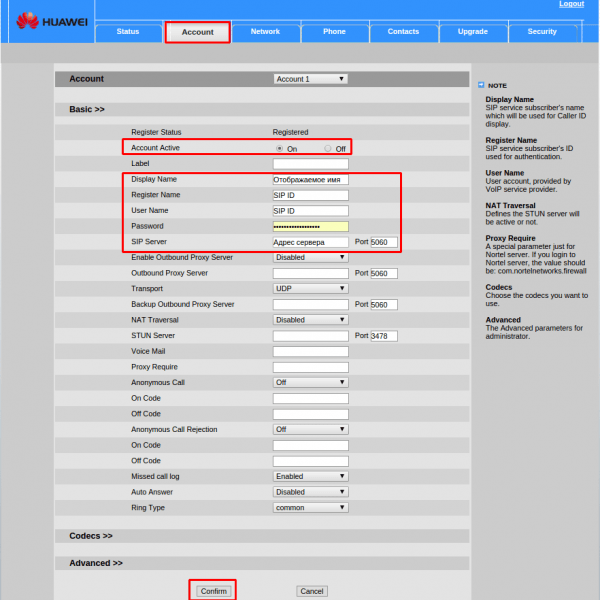 Logout
HUAWEI
Status Account Network Phone Contacts Upgrade Security
Account Account 1
Basic >>
Register Status Registered
Account Active On Off
Label
Display Name Отображаемое имя
Register Name SIP ID
User Name SIP ID
Password ••••••••••••••••••
SIP Server Адрес сервера Port 5060
Enable Outbound Proxy Server Disabled
Outbound Proxy Server Port 5060
Transport UDP
Backup Outbound Proxy Server Port 5060
NAT Traversal Disabled
STUN Server Port 3478
Voice Mail
Proxy Require
Anonymous Call Off
On Code
Off Code
Anonymous Call Rejection Off
On Code
Off Code
Missed call log Enabled
Auto Answer Disabled
Ring Type common
Codecs >>
Advanced >>
Confirm Cancel
NOTE
Display Name
SIP service subscriber's name
which will be used for Caller ID
display.
Register Name
SIP service subscriber's ID
used for authentication.
User Name
User account, provided by
VoIP service provider.
NAT Traversal
Defines the STUN server will
be active or not.
Proxy Require
A special parameter just for
Nortel server. If you login to
Nortel server, the value should
be: com.nortelnetworks.firewall
Codecs
Choose the codecs you want to
use.
Advanced
The Advanced parameters for
administrator.